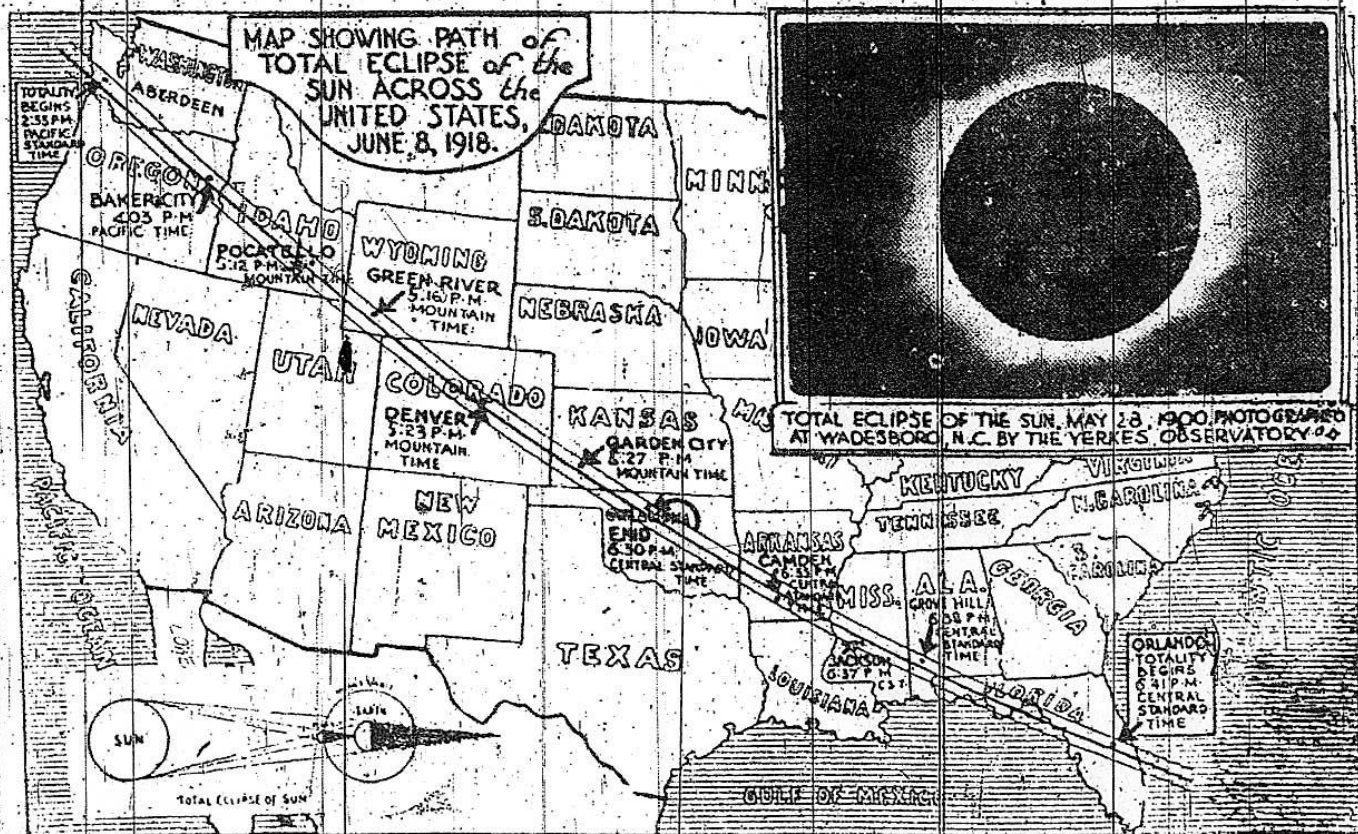 MAP SHOWING PATH of
TOTAL ECLIPSE of the
SUN ACROSS the
UNITED STATES,
JUNE 8, 1918.
TOTALITY
BEGINS
2:55 P.M.
PACIFIC
STANDARD
TIME
WASHINGTON
ABERDEEN
OREGON
BAKER CITY
4.03 P.M
PACIFIC TIME
IDAHO
POCATELLO
5:12 P.M.
MOUNTAIN TIME
WYOMING
GREEN RIVER
5.16 P.M.
MOUNTAIN
TIME
DAKOTA
S. DAKOTA
NEBRASKA
MINN.
IOWA
CALIFORNIA
NEVADA
UTAH
COLORADO
DENVER
5:23 P.M.
MOUNTAIN
TIME
KANSAS
GARDEN CITY
5:27 P.M
MOUNTAIN TIME
TOTAL ECLIPSE OF THE SUN, MAY 28, 1900. PHOTOGRAPHED
AT WADESBORO, N.C. BY THE YERKES OBSERVATORY
KENTUCKY
VIRGINIA
N. CAROLINA
TENNESSEE
S.
CAROLINA
ARIZONA
NEW
MEXICO
ENID
6.30 P.M.
CENTRAL STANDARD
TIME
ARKANSAS
CAMDEN
CENTRAL
STANDARD
MISS.
ALA.
GROVE HILL
6:38 P.M
CENTRAL
STANDARD
TIME
GEORGIA
TEXAS
LOUISIANA
JACKSON
6:37 P.M
C.S.T.
FLORIDA
ORLANDO
TOTALITY
BEGINS
6.41 P.M.
CENTRAL
STANDARD
TIME
PACIFIC OCEAN
GULF OF MEXICO
SUN
EARTH
TOTAL ECLIPSE OF SUN